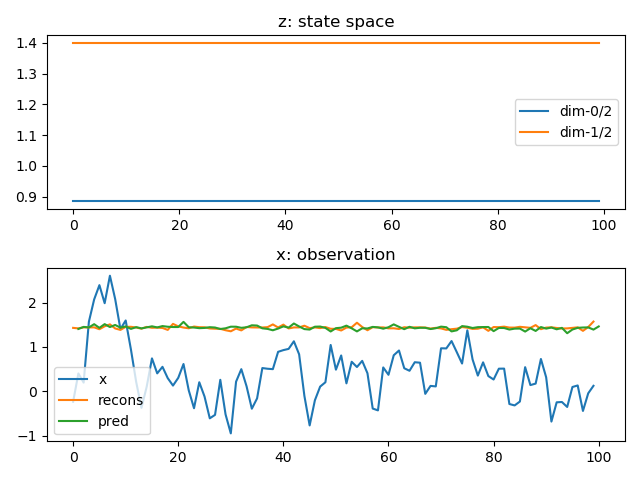 z: state space
1.4
1.3
1.2
1.1
1.0
0.9
dim-0/2
dim-1/2
0 20 40 60 80 100
x: observation
2
1
0
−1
x
recons
pred
0 20 40 60 80 100